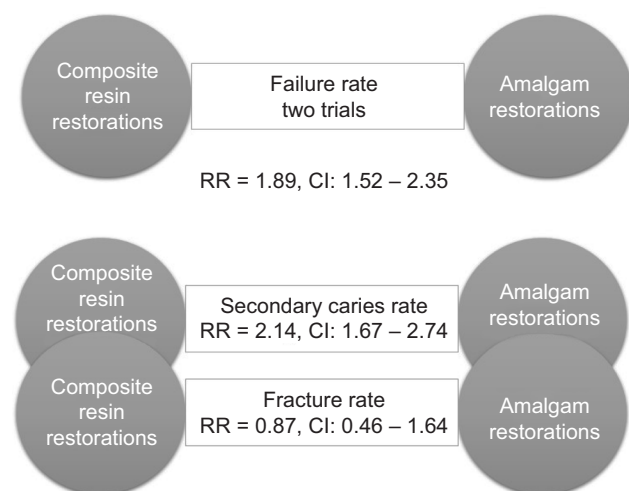 Composite
resin
restorations
Failure rate
two trials
Amalgam
restorations
RR = 1.89, CI: 1.52 – 2.35
Composite
resin
restorations
Secondary caries rate
RR = 2.14, CI: 1.67 – 2.74
Amalgam
restorations
Composite
resin
restorations
Fracture rate
RR = 0.87, CI: 0.46 – 1.64
Amalgam
restorations